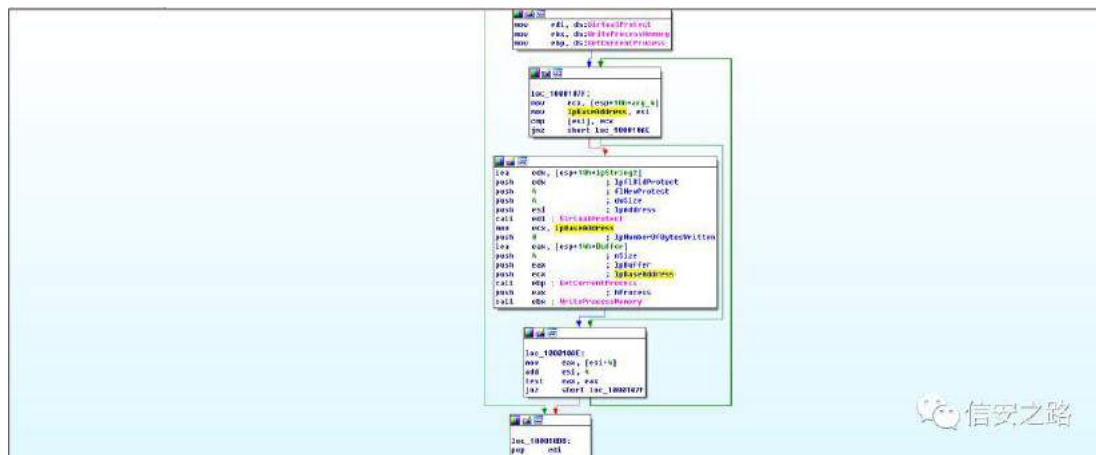 mov edi, ds:VirtualProtect
mov ebx, ds:WriteProcessMemory
mov ebp, ds:GetCurrentProcess
loc_1000107F:
mov ecx, [esp+10h+arg_4]
mov lpBaseAddress, esi
cmp [esi], ecx
jnz short loc_100010AE
lea edx, [esp+10h+lpString2]
push edx ; lpflOldProtect
push 4 ; flNewProtect
push 4 ; dwSize
push esi ; lpAddress
call edi ; VirtualProtect
mov ecx, lpBaseAddress
push 0 ; lpNumberOfBytesWritten
lea eax, [esp+14h+Buffer]
push 4 ; nSize
push eax ; lpBuffer
push ecx ; lpBaseAddress
call ebp ; GetCurrentProcess
push eax ; hProcess
call ebx ; WriteProcessMemory
loc_100010AE:
mov eax, [esi+4]
add esi, 4
test eax, eax
jnz short loc_1000107F
pop edi
信安之路